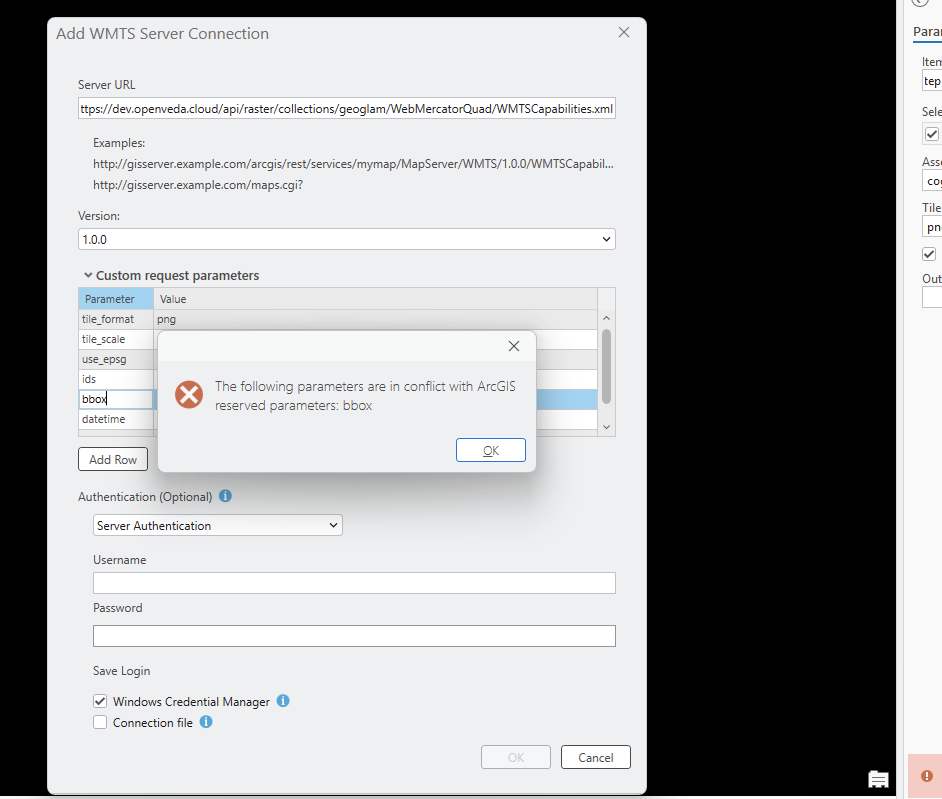 Add WMTS Server Connection
Server URL
ttps://dev.openveda.cloud/api/raster/collections/geoglam/WebMercatorQuad/WMTSCapabilities.xml
Examples:
http://gisserver.example.com/arcgis/rest/services/mymap/MapServer/WMTS/1.0.0/WMTSCapabil...
http://gisserver.example.com/maps.cgi?
Version:
1.0.0
Custom request parameters
Parameter Value
tile_format png
tile_scale
use_epsg
ids
bbox
datetime
The following parameters are in conflict with ArcGIS
reserved parameters: bbox
OK
Add Row
Authentication (Optional)
Server Authentication
Username
Password
Save Login
Windows Credential Manager
Connection file
OK Cancel
Parar
Item
tep
Sele
Asse
co
Tile
pn
Out